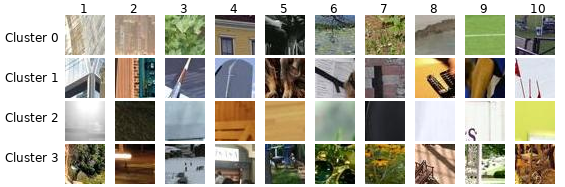 1 2 3 4 5 6 7 8 9 10
Cluster 0
Cluster 1
Cluster 2
Cluster 3